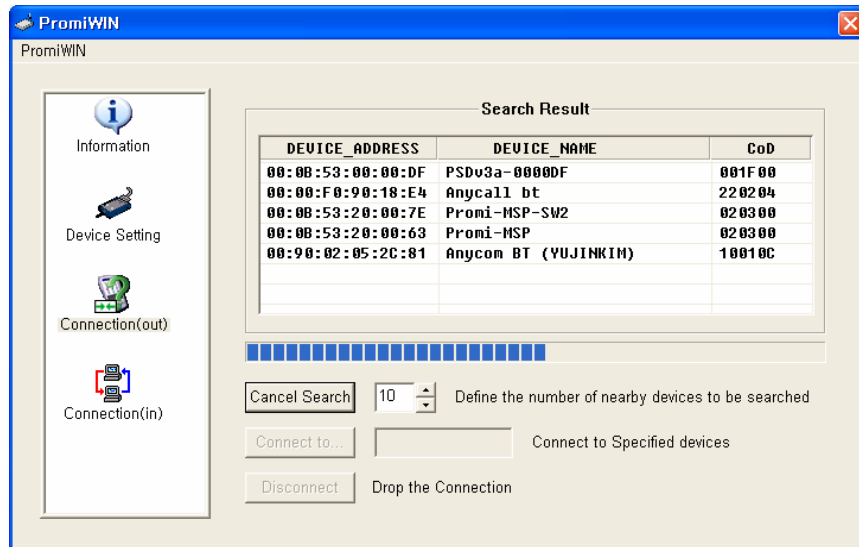 PromiWIN
PromiWIN
Information
Device Setting
Connection(out)
Connection(in)
Search Result
DEVICE_ADDRESS DEVICE_NAME CoD
00:0B:53:00:00:DF PSDv3a-0000DF 001F00
00:00:F0:90:18:E4 Anycall bt 220204
00:0B:53:20:00:7E Promi-MSP-SW2 020300
00:0B:53:20:00:63 Promi-MSP 020300
00:90:02:05:2C:81 Anycom BT (YUJINKIM) 10010C
Cancel Search 10 Define the number of nearby devices to be searched
Connect to... Connect to Specified devices
Disconnect Drop the Connection